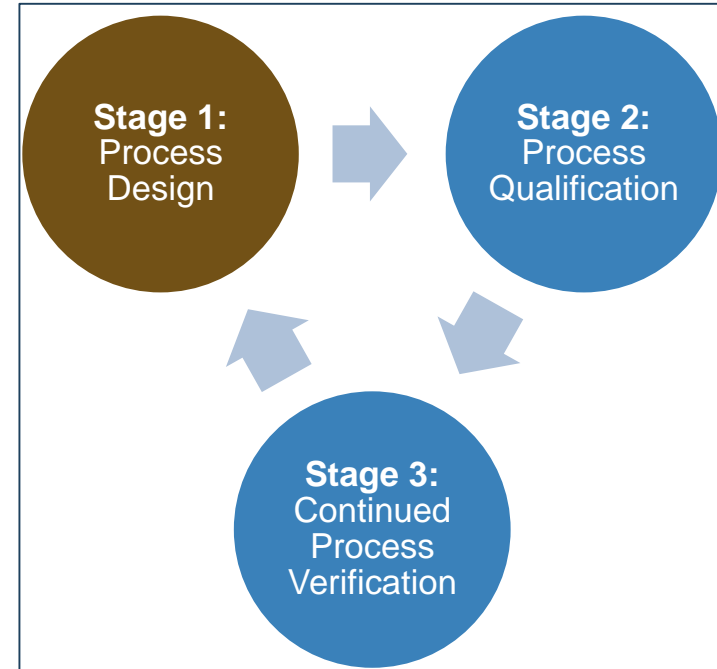 Stage 1:
Process
Design
Stage 2:
Process
Qualification
Stage 3:
Continued
Process
Verification